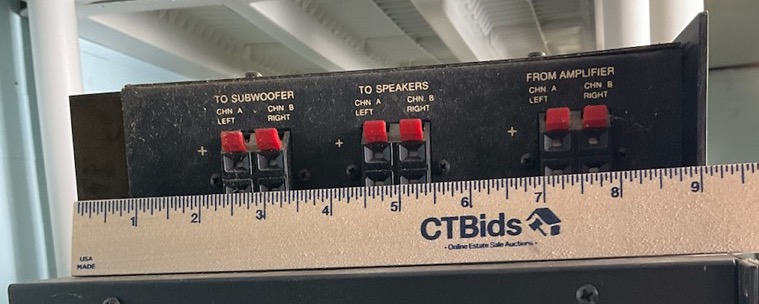 TO SUBWOOFER
CHN. A CHN. B
LEFT RIGHT
+
TO SPEAKERS
CHN. A CHN. B
LEFT RIGHT
+
FROM AMPLIFIER
CHN. A CHN. B
LEFT RIGHT
+
1 2 3 4 5 6 7 8 9
CTBids
- Online Estate Sale Auctions -
USA
MADE